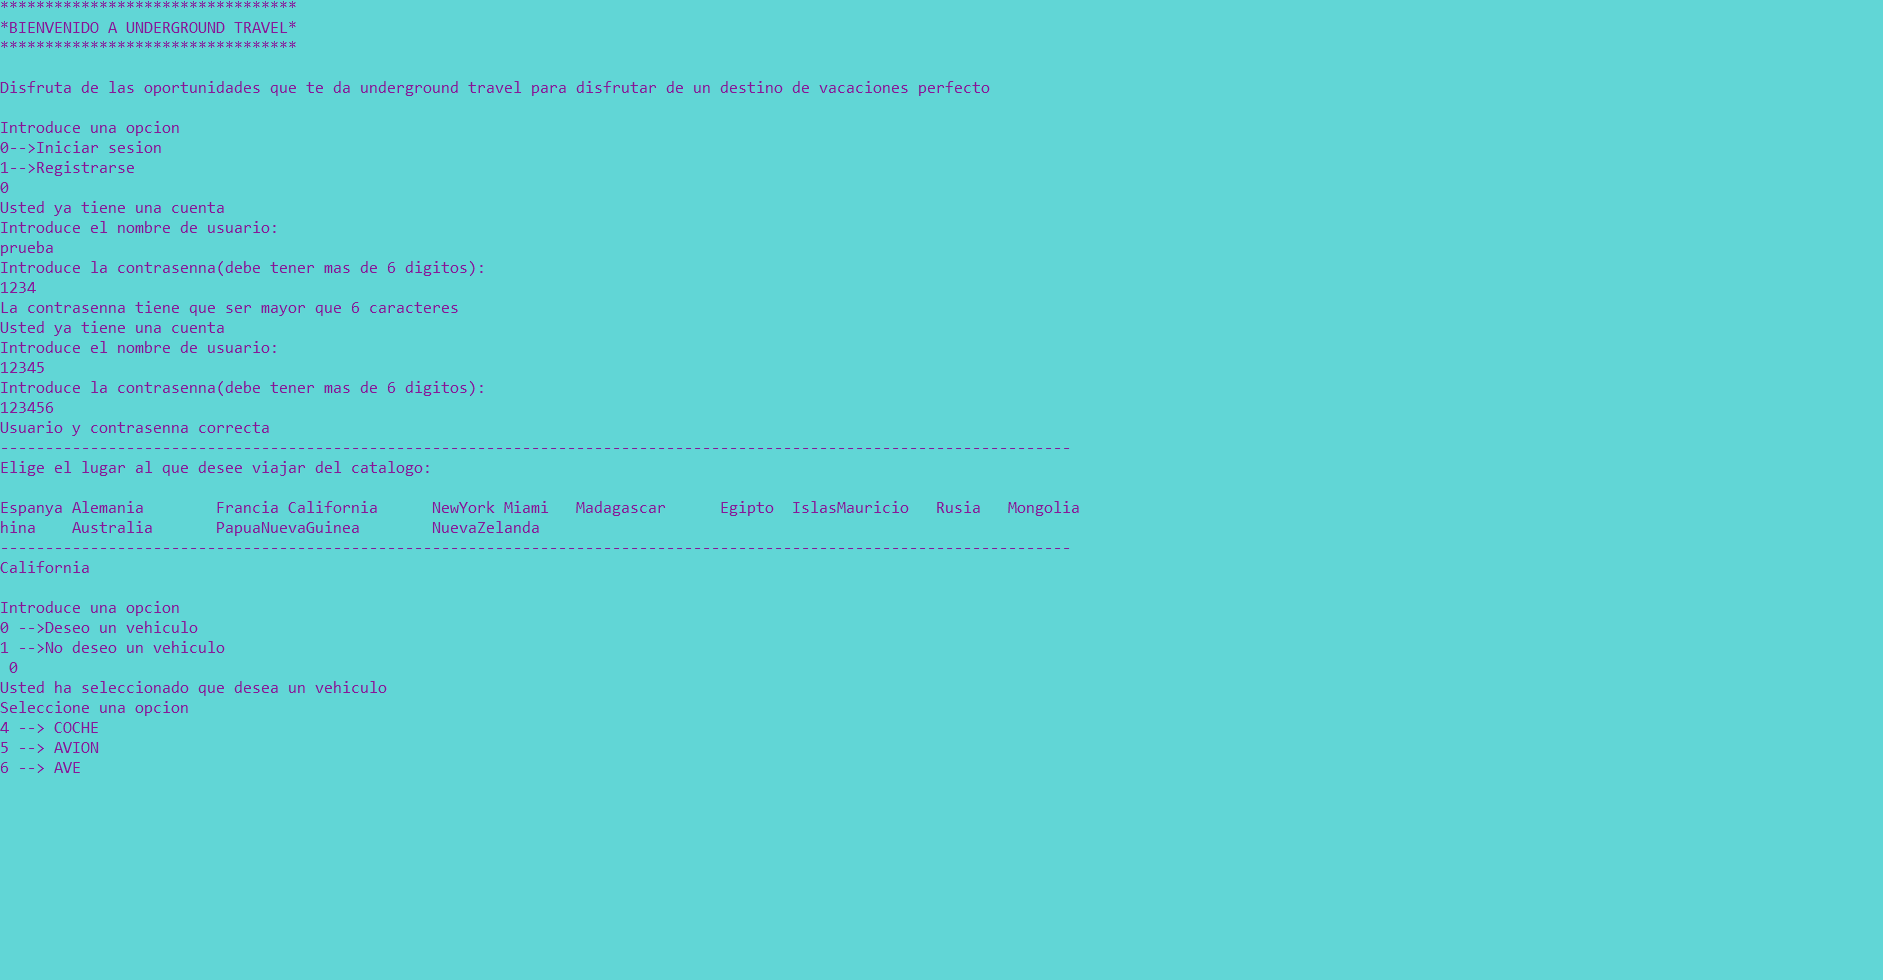 *********************************
*BIENVENIDO A UNDERGROUND TRAVEL*
*********************************
Disfruta de las oportunidades que te da underground travel para disfrutar de un destino de vacaciones perfecto
Introduce una opcion
0-->Iniciar sesion
1-->Registrarse
0
Usted ya tiene una cuenta
Introduce el nombre de usuario:
prueba
Introduce la contrasenna(debe tener mas de 6 digitos):
1234
La contrasenna tiene que ser mayor que 6 caracteres
Usted ya tiene una cuenta
Introduce el nombre de usuario:
12345
Introduce la contrasenna(debe tener mas de 6 digitos):
123456
Usuario y contrasenna correcta
-----------------------------------------------------------------------------------------------------------------------
Elige el lugar al que desee viajar del catalogo:
Espanya Alemania        Francia California      NewYork Miami   Madagascar      Egipto  IslasMauricio   Rusia   Mongolia
hina    Australia       PapuaNuevaGuinea        NuevaZelanda
-----------------------------------------------------------------------------------------------------------------------
California
Introduce una opcion
0 -->Deseo un vehiculo
1 -->No deseo un vehiculo
0
Usted ha seleccionado que desea un vehiculo
Seleccione una opcion
4 --> COCHE
5 --> AVION
6 --> AVE